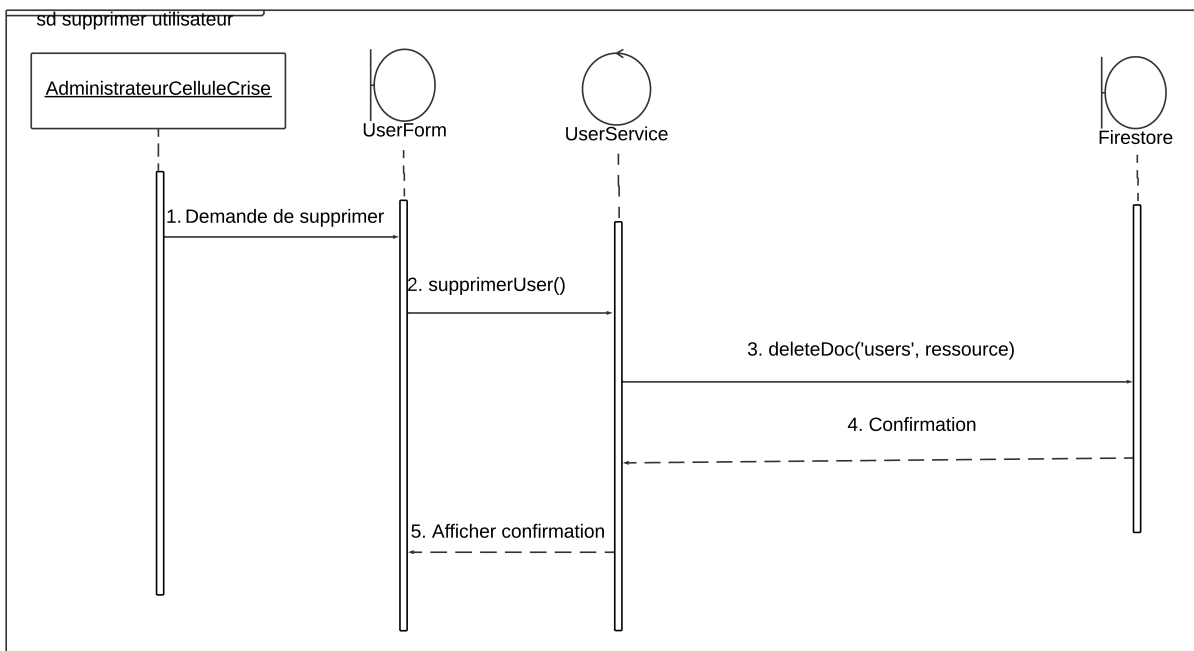 sd supprimer utilisateur
AdministrateurCelluleCrise
UserForm
UserService
Firestore
1. Demande de supprimer
2. supprimerUser()
3. deleteDoc('users', ressource)
4. Confirmation
5. Afficher confirmation